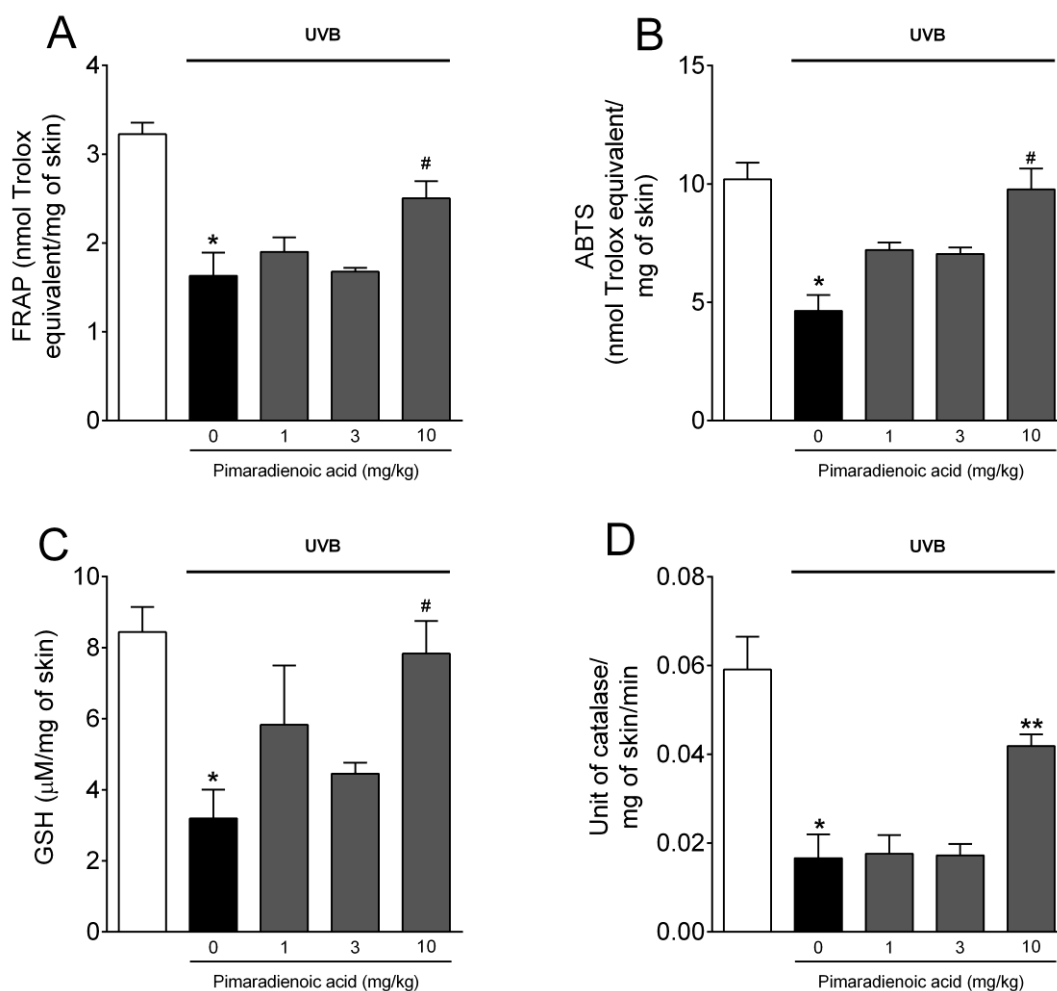 A
UVB
FRAP (nmol Trolox
equivalent/mg of skin)
4
3
2
1
0
*
#
0 1 3 10
Pimaradienoic acid (mg/kg)
B
UVB
ABTS
(nmol Trolox equivalent/
mg of skin)
15
10
5
0
*
#
0 1 3 10
Pimaradienoic acid (mg/kg)
C
UVB
GSH (μM/mg of skin)
10
8
6
4
2
0
*
#
0 1 3 10
Pimaradienoic acid (mg/kg)
D
UVB
Unit of catalase/
mg of skin/min
0.08
0.06
0.04
0.02
0.00
*
**
0 1 3 10
Pimaradienoic acid (mg/kg)